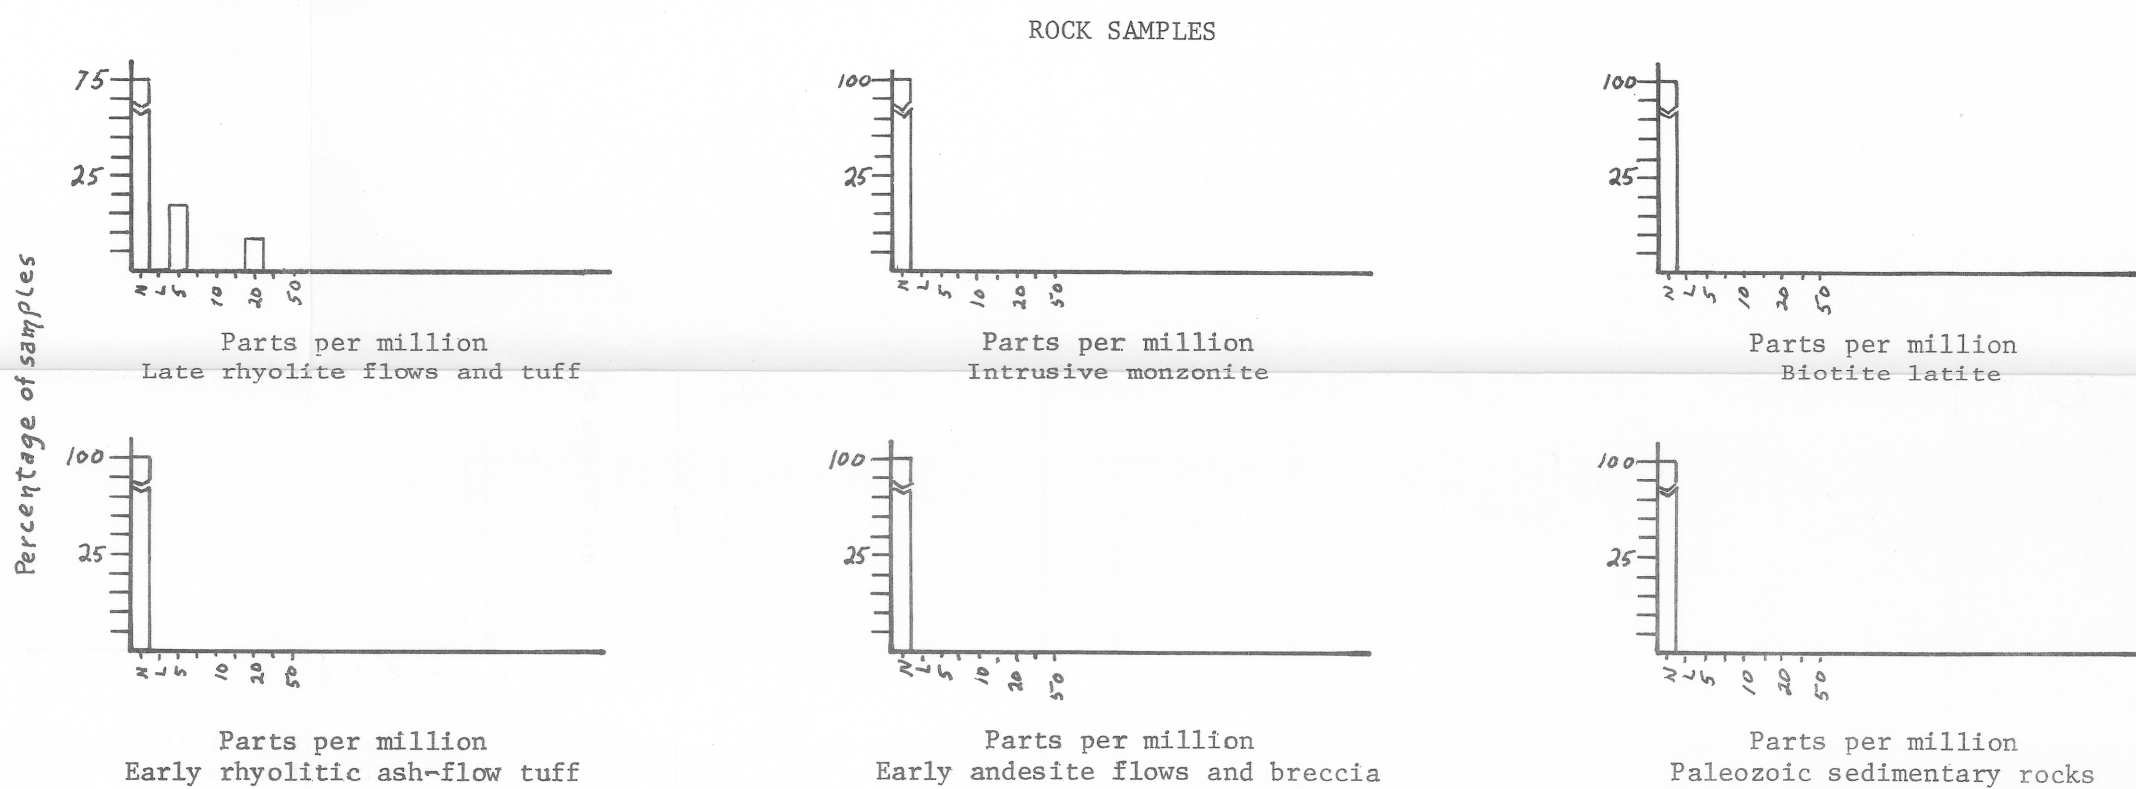 ROCK SAMPLES
Percentage of samples
75
25
N L 5 10 20 50
Parts per million
Late rhyolite flows and tuff
100
25
N L 5 10 20 50
Parts per million
Intrusive monzonite
100
25
N L 5 10 20 50
Parts per million
Biotite latite
100
25
N L 5 10 20 50
Parts per million
Early rhyolitic ash-flow tuff
100
25
N L 5 10 20 50
Parts per million
Early andesite flows and breccia
100
25
N L 5 10 20 50
Parts per million
Paleozoic sedimentary rocks